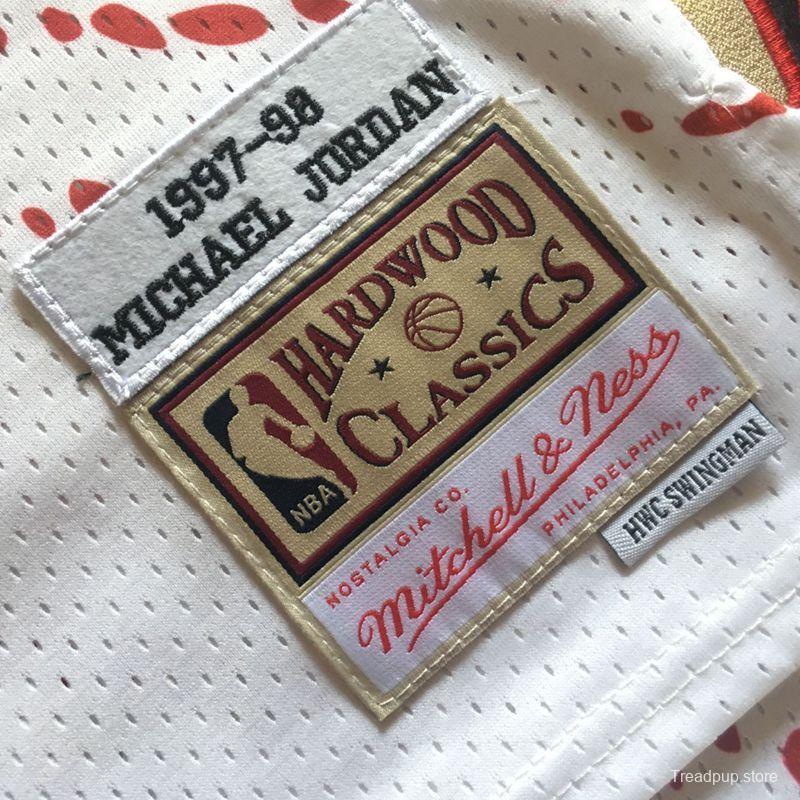 1997-98
MICHAEL JORDAN
HARDWOOD
CLASSICS
NBA
NOSTALGIA CO.
Mitchell & Ness
PHILADELPHIA, PA.
HWC SWINGMAN
Treadpup.store